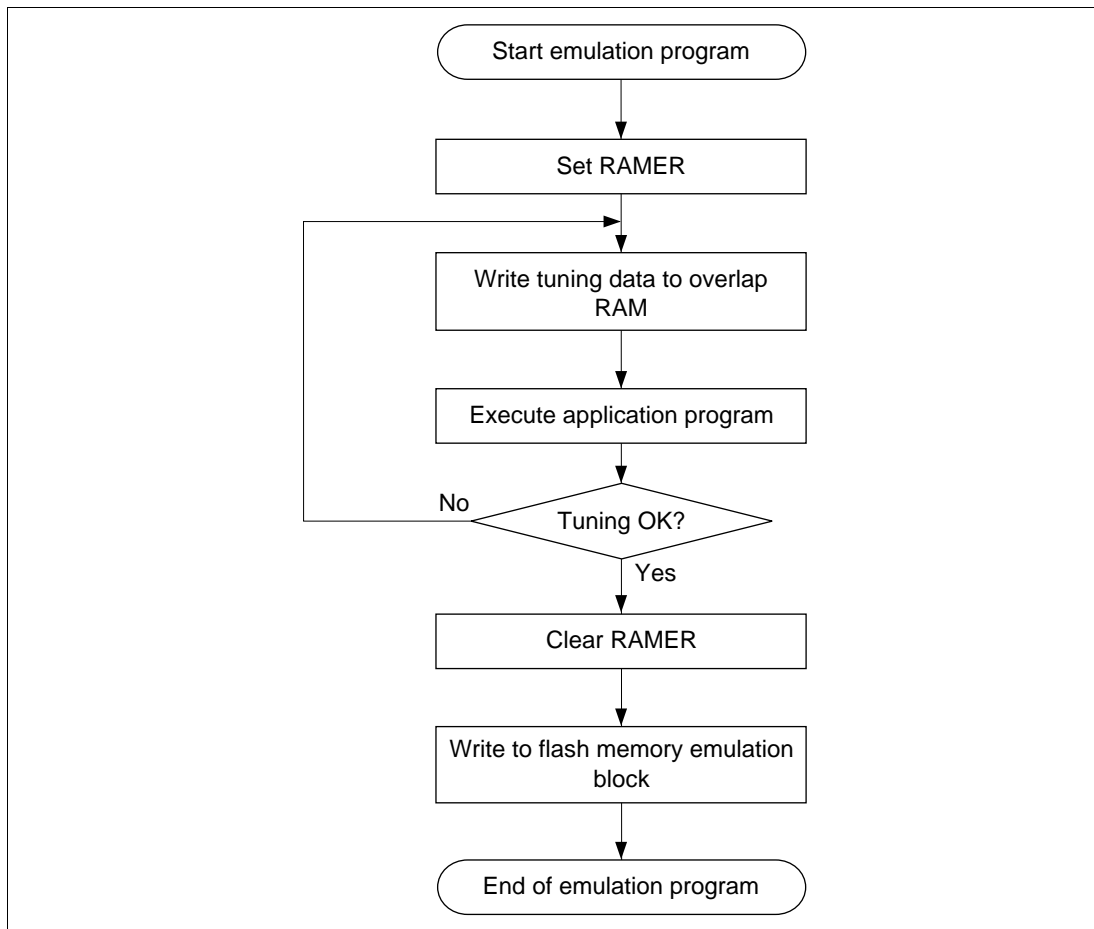 Start emulation program
Set RAMER
Write tuning data to overlap
RAM
Execute application program
No
Tuning OK?
Yes
Clear RAMER
Write to flash memory emulation
block
End of emulation program